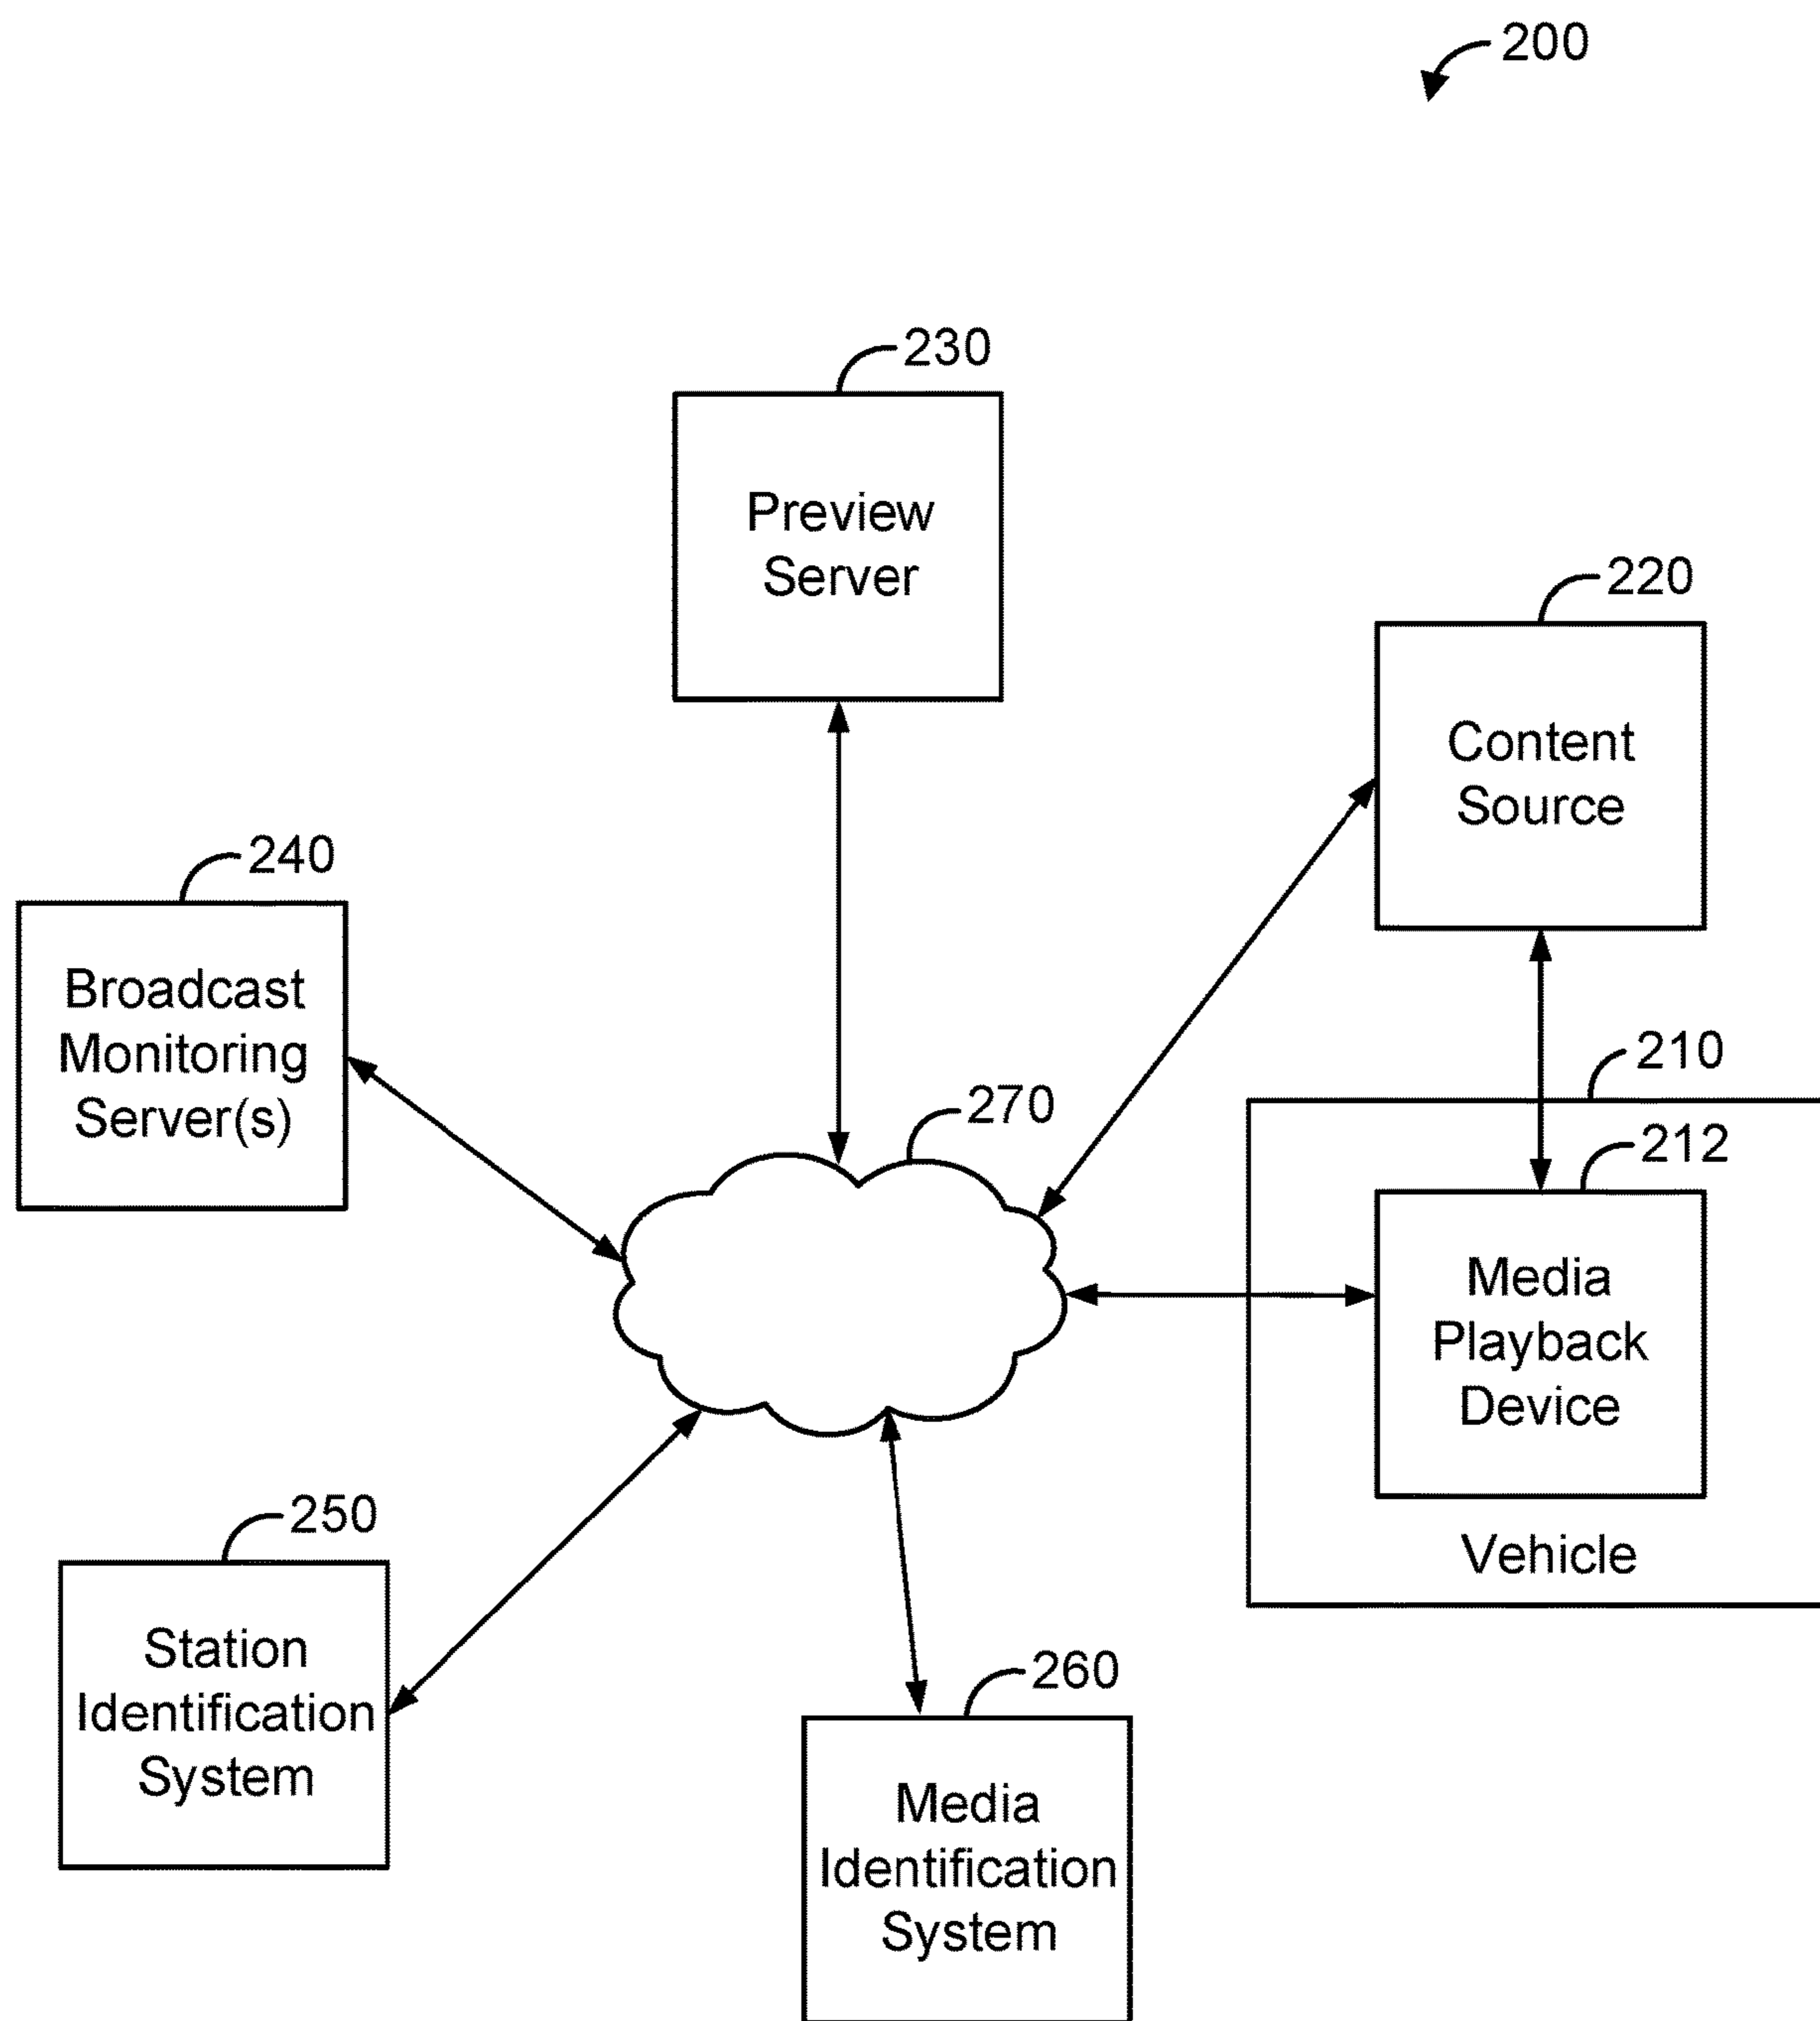 200
230
Preview
Server
220
Content
Source
240
Broadcast
Monitoring
Server(s)
270
210
212
Media
Playback
Device
Vehicle
250
Station
Identification
System
260
Media
Identification
System